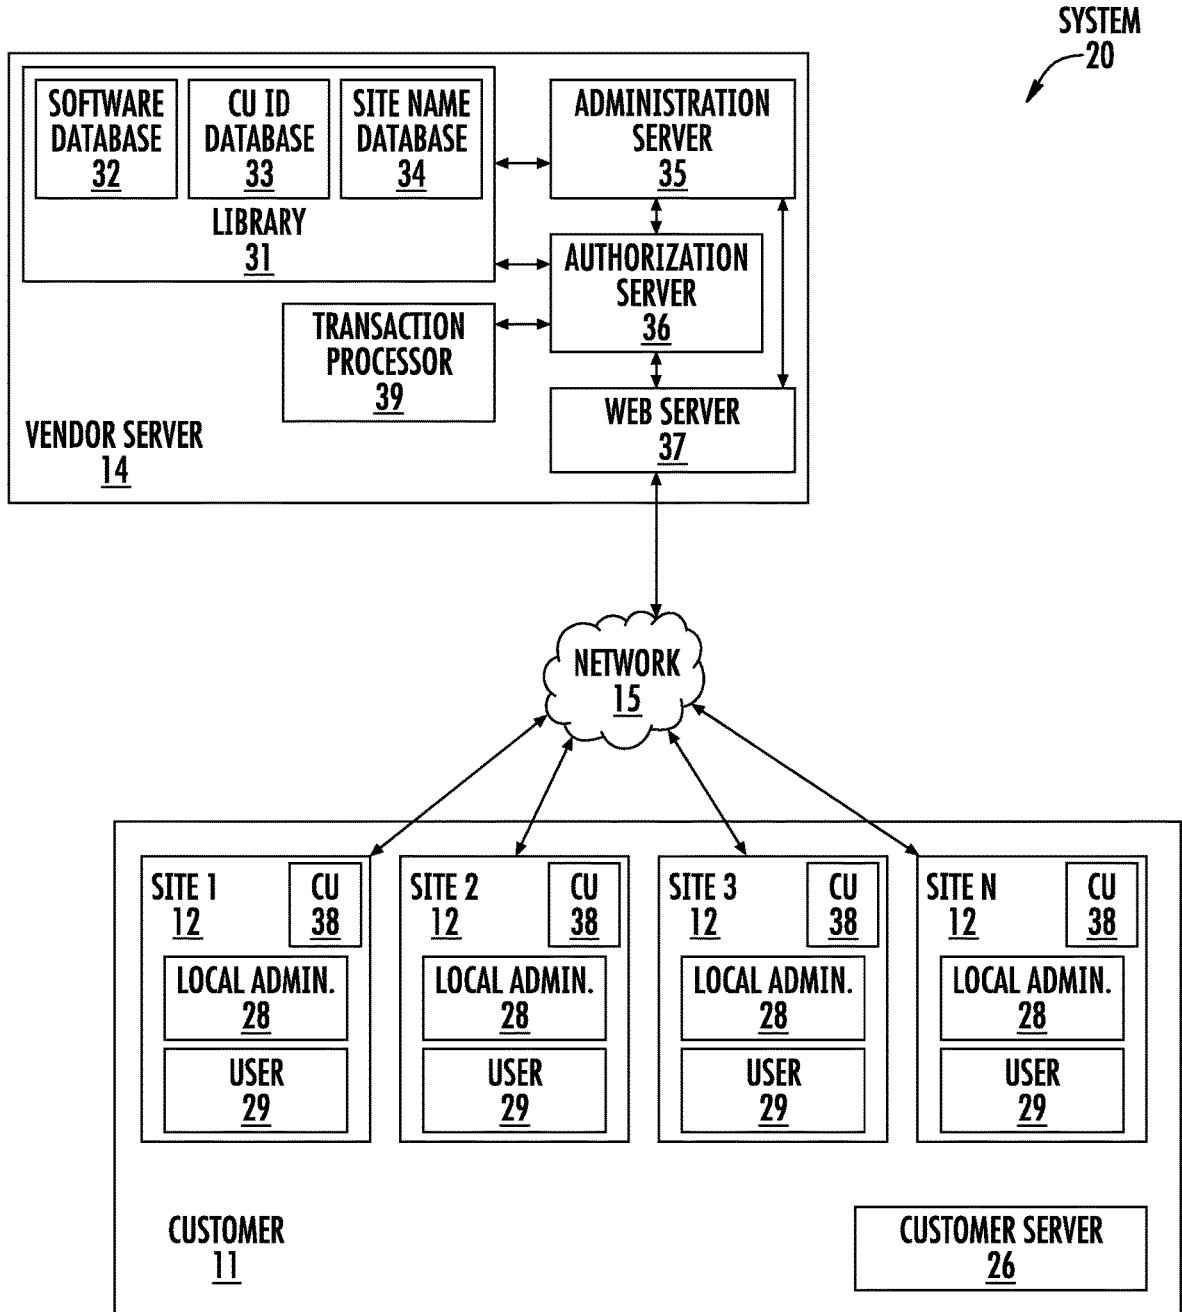 SYSTEM
20
SOFTWARE
DATABASE
32
CU ID
DATABASE
33
SITE NAME
DATABASE
34
LIBRARY
31
ADMINISTRATION
SERVER
35
AUTHORIZATION
SERVER
36
TRANSACTION
PROCESSOR
39
WEB SERVER
37
VENDOR SERVER
14
NETWORK
15
SITE 1
12
CU
38
LOCAL ADMIN.
28
USER
29
SITE 2
12
CU
38
LOCAL ADMIN.
28
USER
29
SITE 3
12
CU
38
LOCAL ADMIN.
28
USER
29
SITE N
12
CU
38
LOCAL ADMIN.
28
USER
29
CUSTOMER
11
CUSTOMER SERVER
26